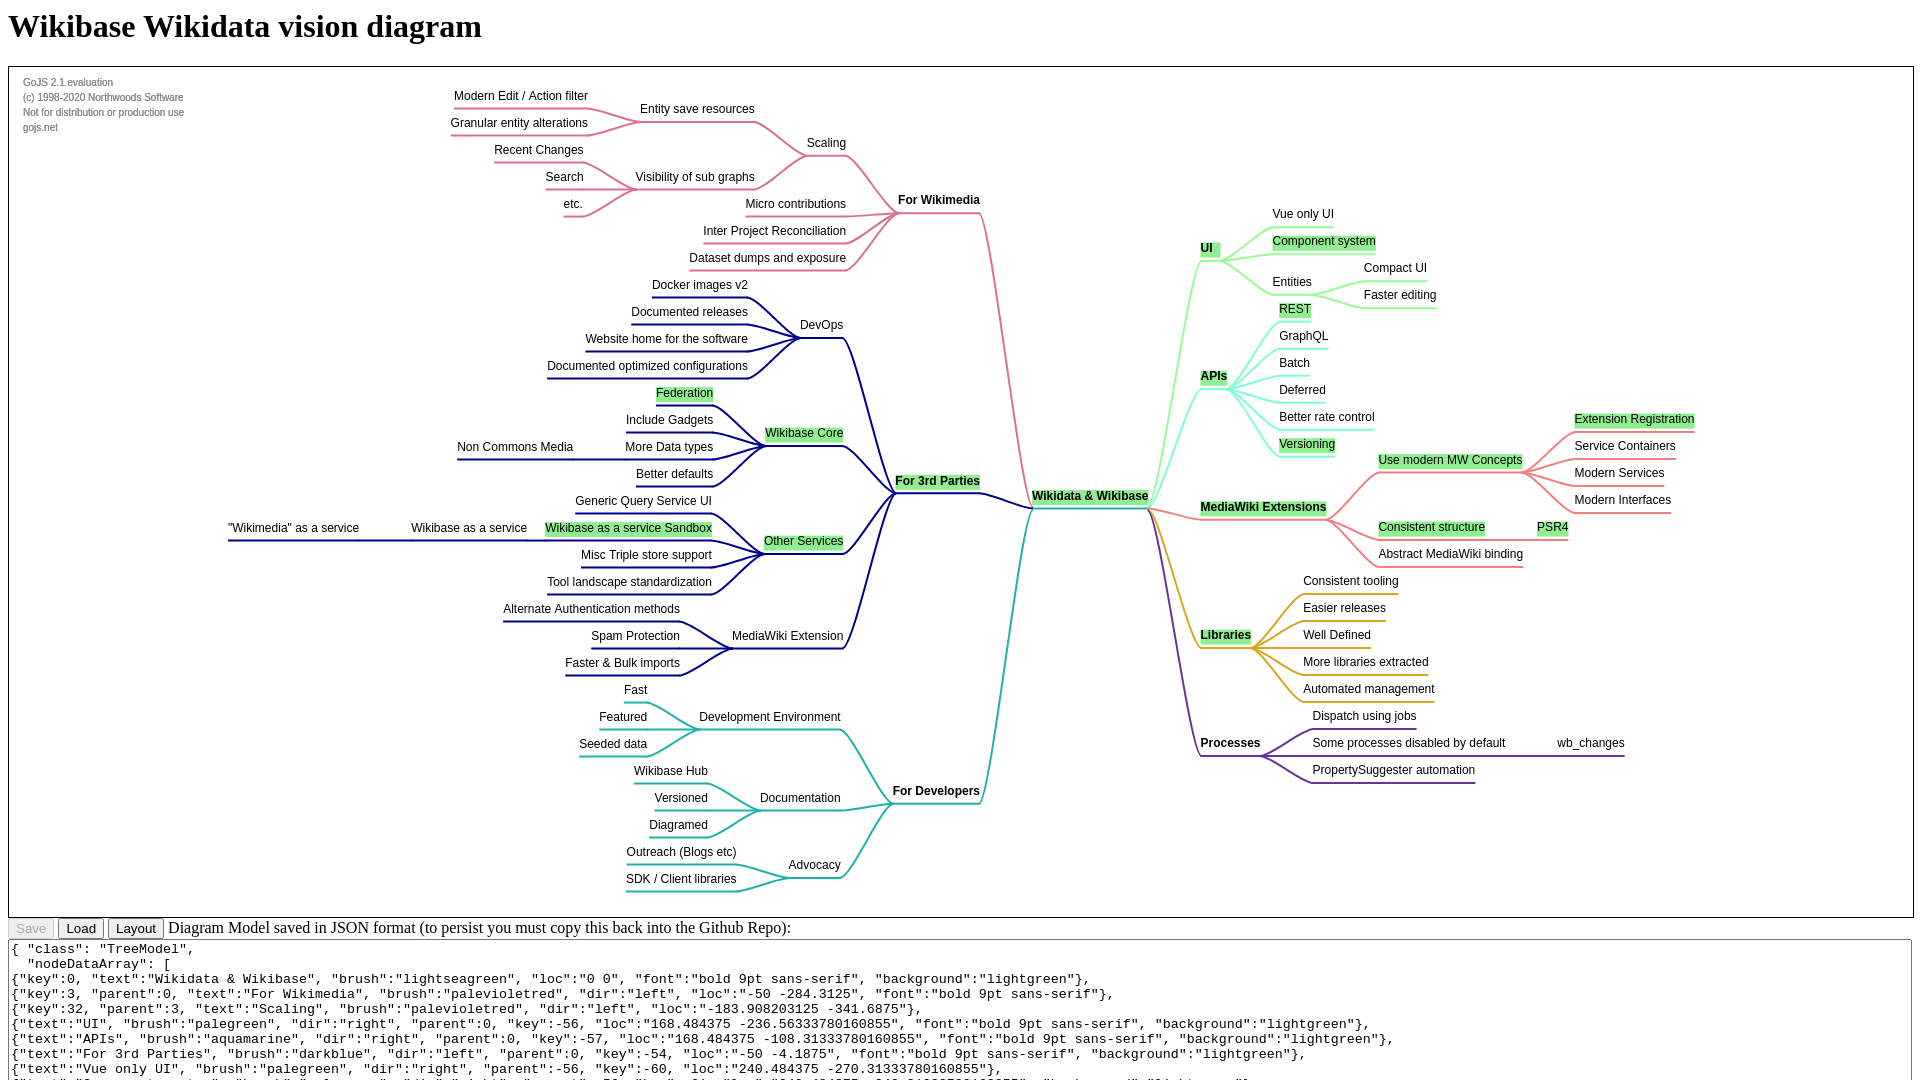 Wikibase Wikidata vision diagram
GoJS 2.1 evaluation
(c) 1998-2020 Northwoods Software
Not for distribution or production use
gojs.net
Modern Edit / Action filter
Granular entity alterations
Entity save resources
Recent Changes
Search
etc.
Visibility of sub graphs
Scaling
Micro contributions
Inter Project Reconciliation
Dataset dumps and exposure
For Wikimedia
Docker images v2
Documented releases
Website home for the software
Documented optimized configurations
DevOps
Federation
Include Gadgets
Non Commons Media
More Data types
Better defaults
Wikibase Core
Generic Query Service UI
"Wikimedia" as a service
Wikibase as a service
Wikibase as a service Sandbox
Misc Triple store support
Tool landscape standardization
Other Services
Alternate Authentication methods
Spam Protection
Faster & Bulk imports
MediaWiki Extension
For 3rd Parties
Fast
Featured
Seeded data
Development Environment
Wikibase Hub
Versioned
Diagramed
Documentation
Outreach (Blogs etc)
SDK / Client libraries
Advocacy
For Developers
Wikidata & Wikibase
UI
Vue only UI
Component system
Entities
Compact UI
Faster editing
APIs
REST
GraphQL
Batch
Deferred
Better rate control
Versioning
MediaWiki Extensions
Use modern MW Concepts
Extension Registration
Service Containers
Modern Services
Modern Interfaces
Consistent structure
PSR4
Abstract MediaWiki binding
Libraries
Consistent tooling
Easier releases
Well Defined
More libraries extracted
Automated management
Processes
Dispatch using jobs
Some processes disabled by default
wb_changes
PropertySuggester automation
Save Load Layout Diagram Model saved in JSON format (to persist you must copy this back into the Github Repo):
{ "class": "TreeModel",
"nodeDataArray": [
{"key":0, "text":"Wikidata & Wikibase", "brush":"lightseagreen", "loc":"0 0", "font":"bold 9pt sans-serif", "background":"lightgreen"},
{"key":3, "parent":0, "text":"For Wikimedia", "brush":"palevioletred", "dir":"left", "loc":"-50 -284.3125", "font":"bold 9pt sans-serif"},
{"key":32, "parent":3, "text":"Scaling", "brush":"palevioletred", "dir":"left", "loc":"-183.908203125 -341.6875"},
{"text":"UI", "brush":"palegreen", "dir":"right", "parent":0, "key":-56, "loc":"168.484375 -236.56333780160855", "font":"bold 9pt sans-serif", "background":"lightgreen"},
{"text":"APIs", "brush":"aquamarine", "dir":"right", "parent":0, "key":-57, "loc":"168.484375 -108.31333780160855", "font":"bold 9pt sans-serif", "background":"lightgreen"},
{"text":"For 3rd Parties", "brush":"darkblue", "dir":"left", "parent":0, "key":-54, "loc":"-50 -4.1875", "font":"bold 9pt sans-serif", "background":"lightgreen"},
{"text":"Vue only UI", "brush":"palegreen", "dir":"right", "parent":-56, "key":-60, "loc":"240.484375 -270.31333780160855"},